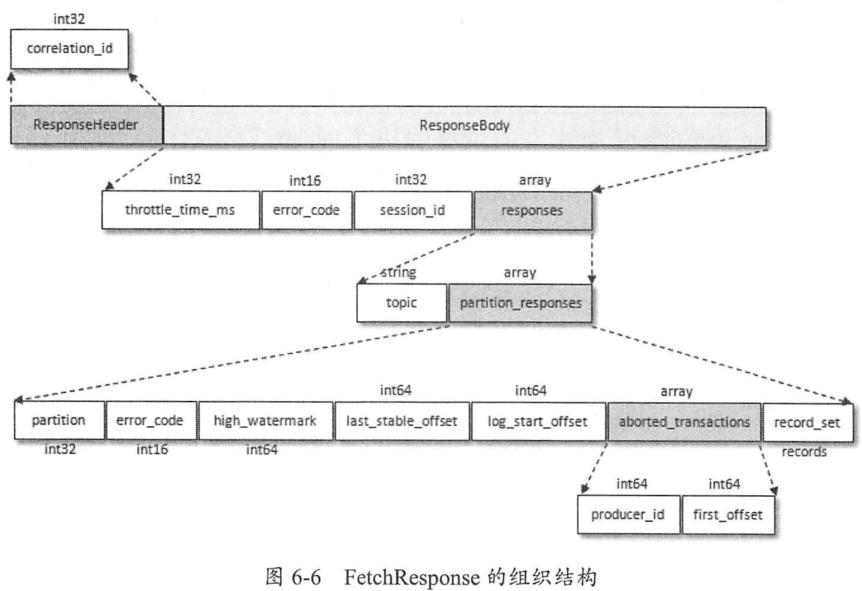 int32
correlation_id
ResponseHeader ResponseBody
int32 int16 int32 array
throttle_time_ms error_code session_id responses
string array
topic partition_responses
int64 int64 array
partition error_code high_watermark last_stable_offset log_start_offset aborted_transactions record_set
int32 int16 int64 records
int64 int64
producer_id first_offset
图 6-6 FetchResponse 的组织结构